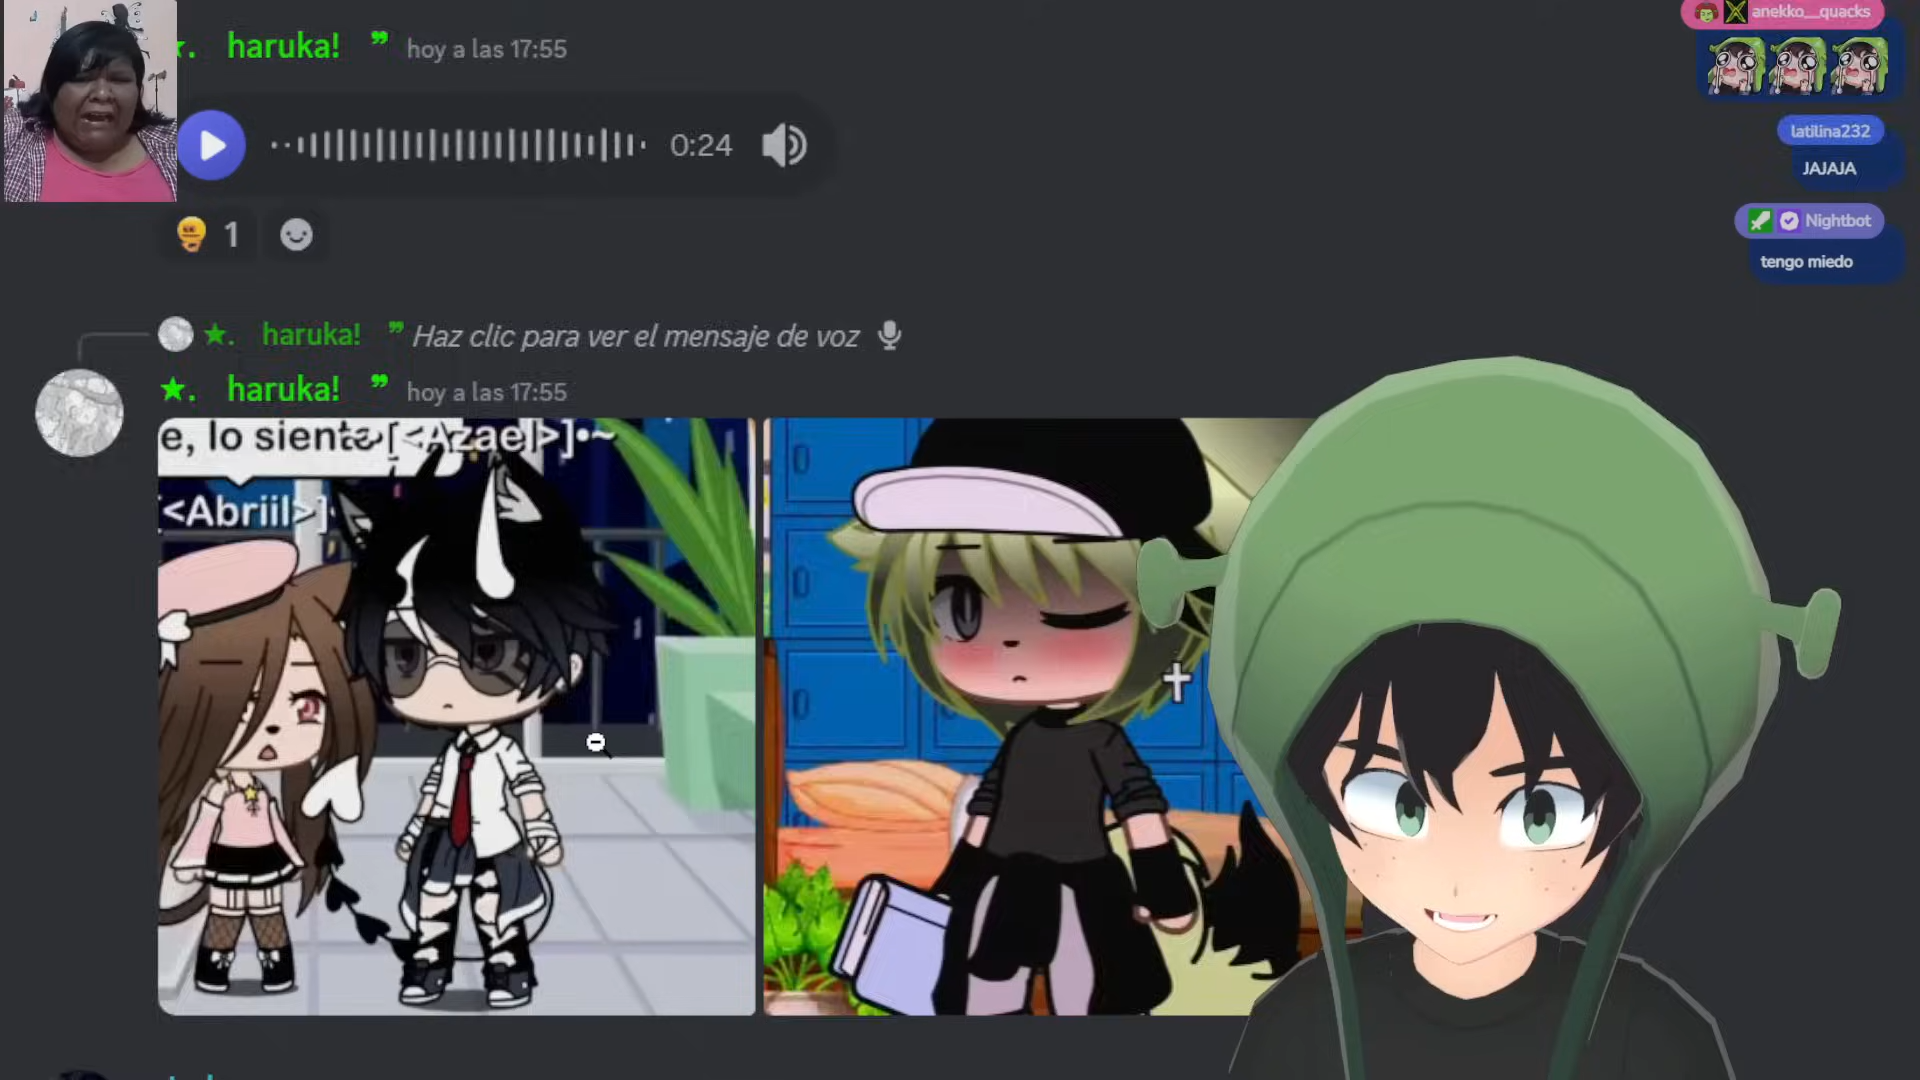 ★. haruka! ❞ hoy a las 17:55
0:24
1
★. haruka! ❞ Haz clic para ver el mensaje de voz
★. haruka! ❞ hoy a las 17:55
e, lo siento
[<Azael>]•~
[<Abriil>]
anekko__quacks
latilina232
JAJAJA
Nightbot
tengo miedo